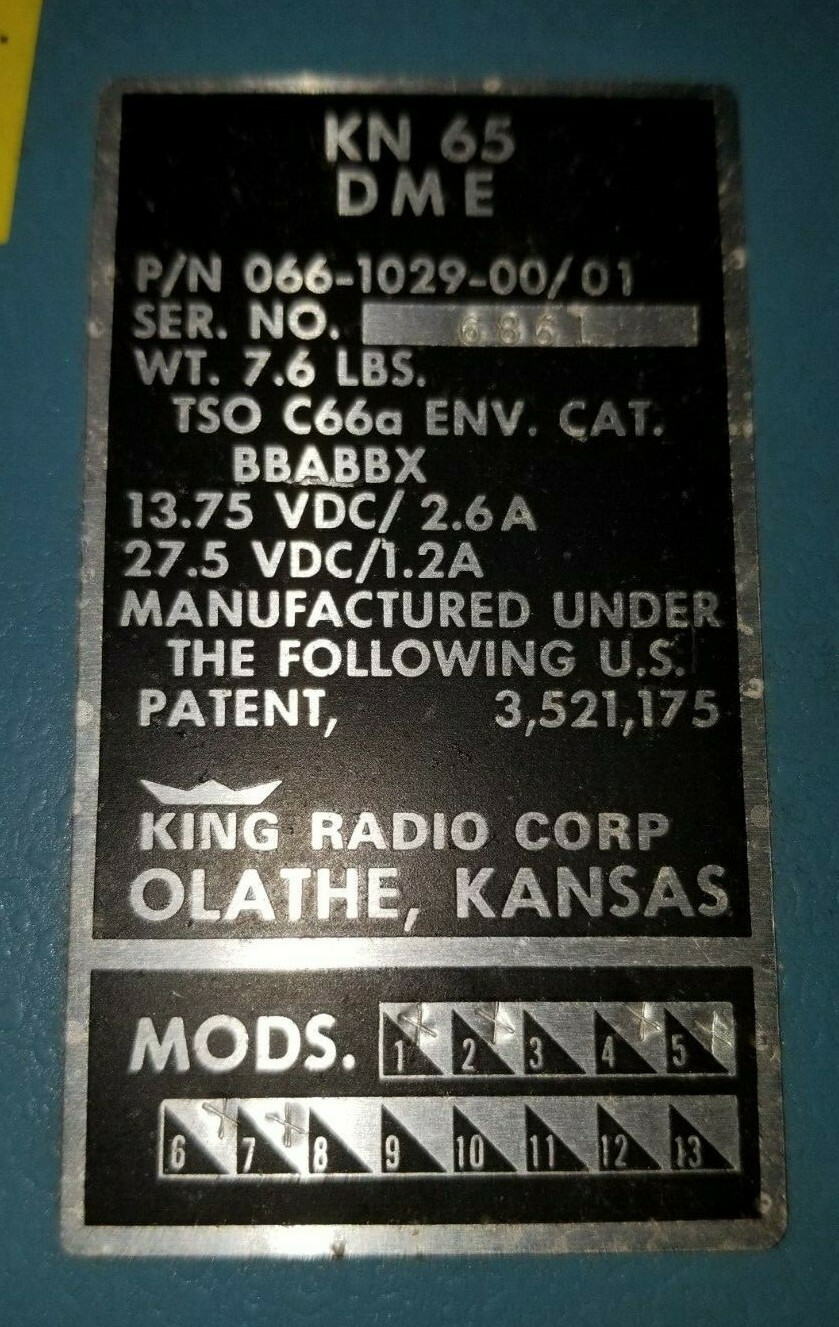 KN 65
DME
P/N 066-1029-00/01
SER. NO. 6861
WT. 7.6 LBS.
TSO C66a ENV. CAT.
BBABBX
13.75 VDC/ 2.6A
27.5 VDC/1.2A
MANUFACTURED UNDER
THE FOLLOWING U.S.
PATENT, 3,521,175
KING RADIO CORP
OLATHE, KANSAS
MODS. 1 2 3 4 5
6 7 8 9 10 11 12 13